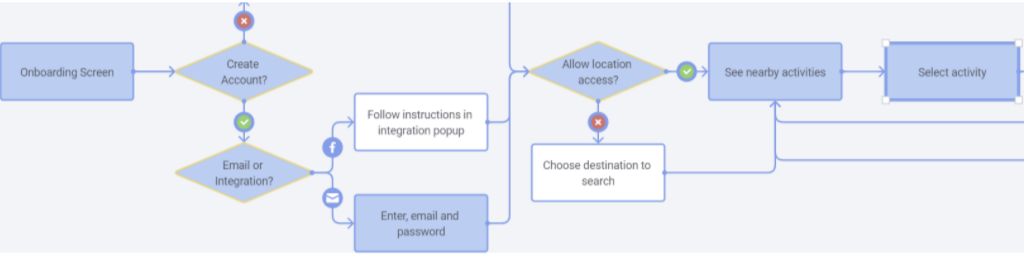 Onboarding Screen
Create
Account?
Email or
Integration?
Follow instructions in
integration popup
Enter, email and
password
Allow location
access?
Choose destination to
search
See nearby activities
Select activity